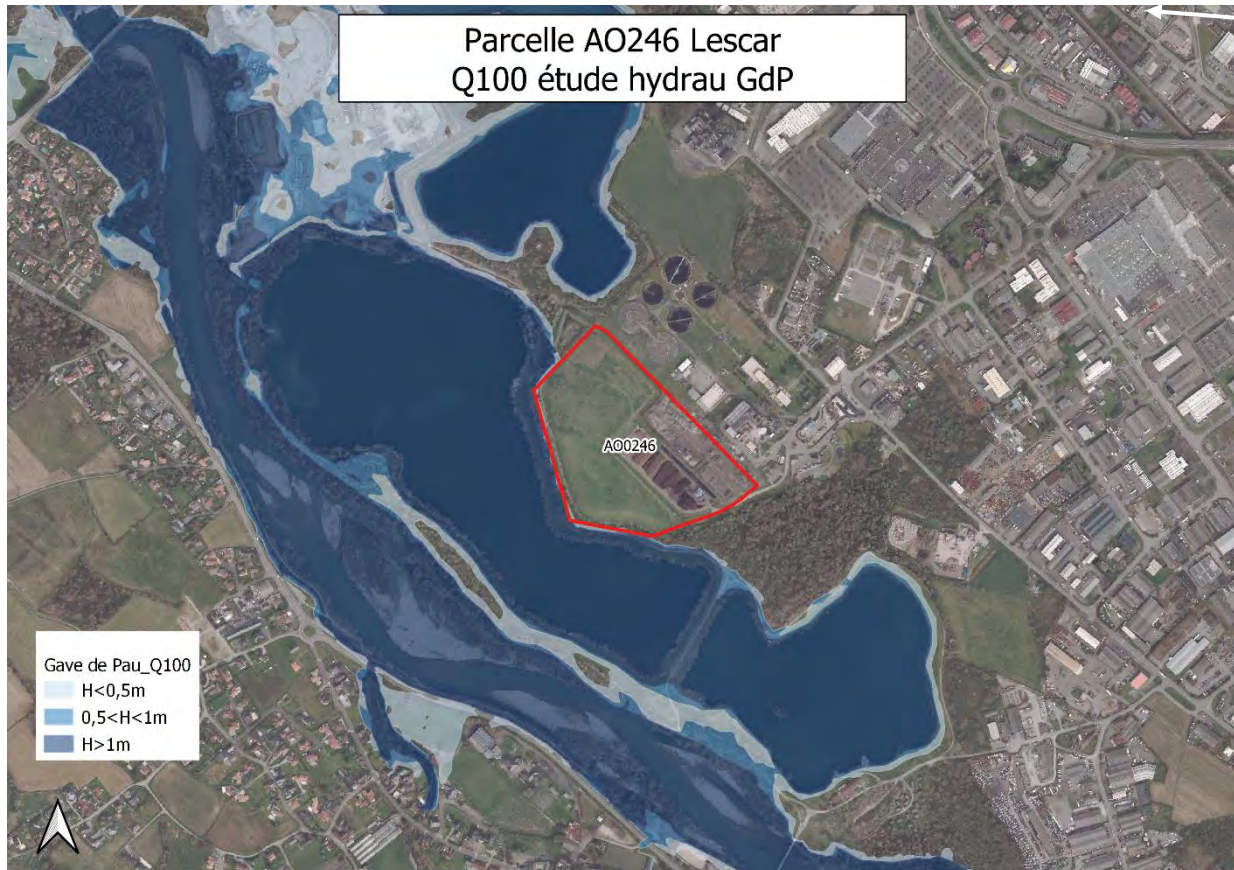 Parcelle AO246 Lescar
Q100 étude hydrau GdP
AO0246
Gave de Pau_Q100
H<0,5m
0,5<H<1m
H>1m